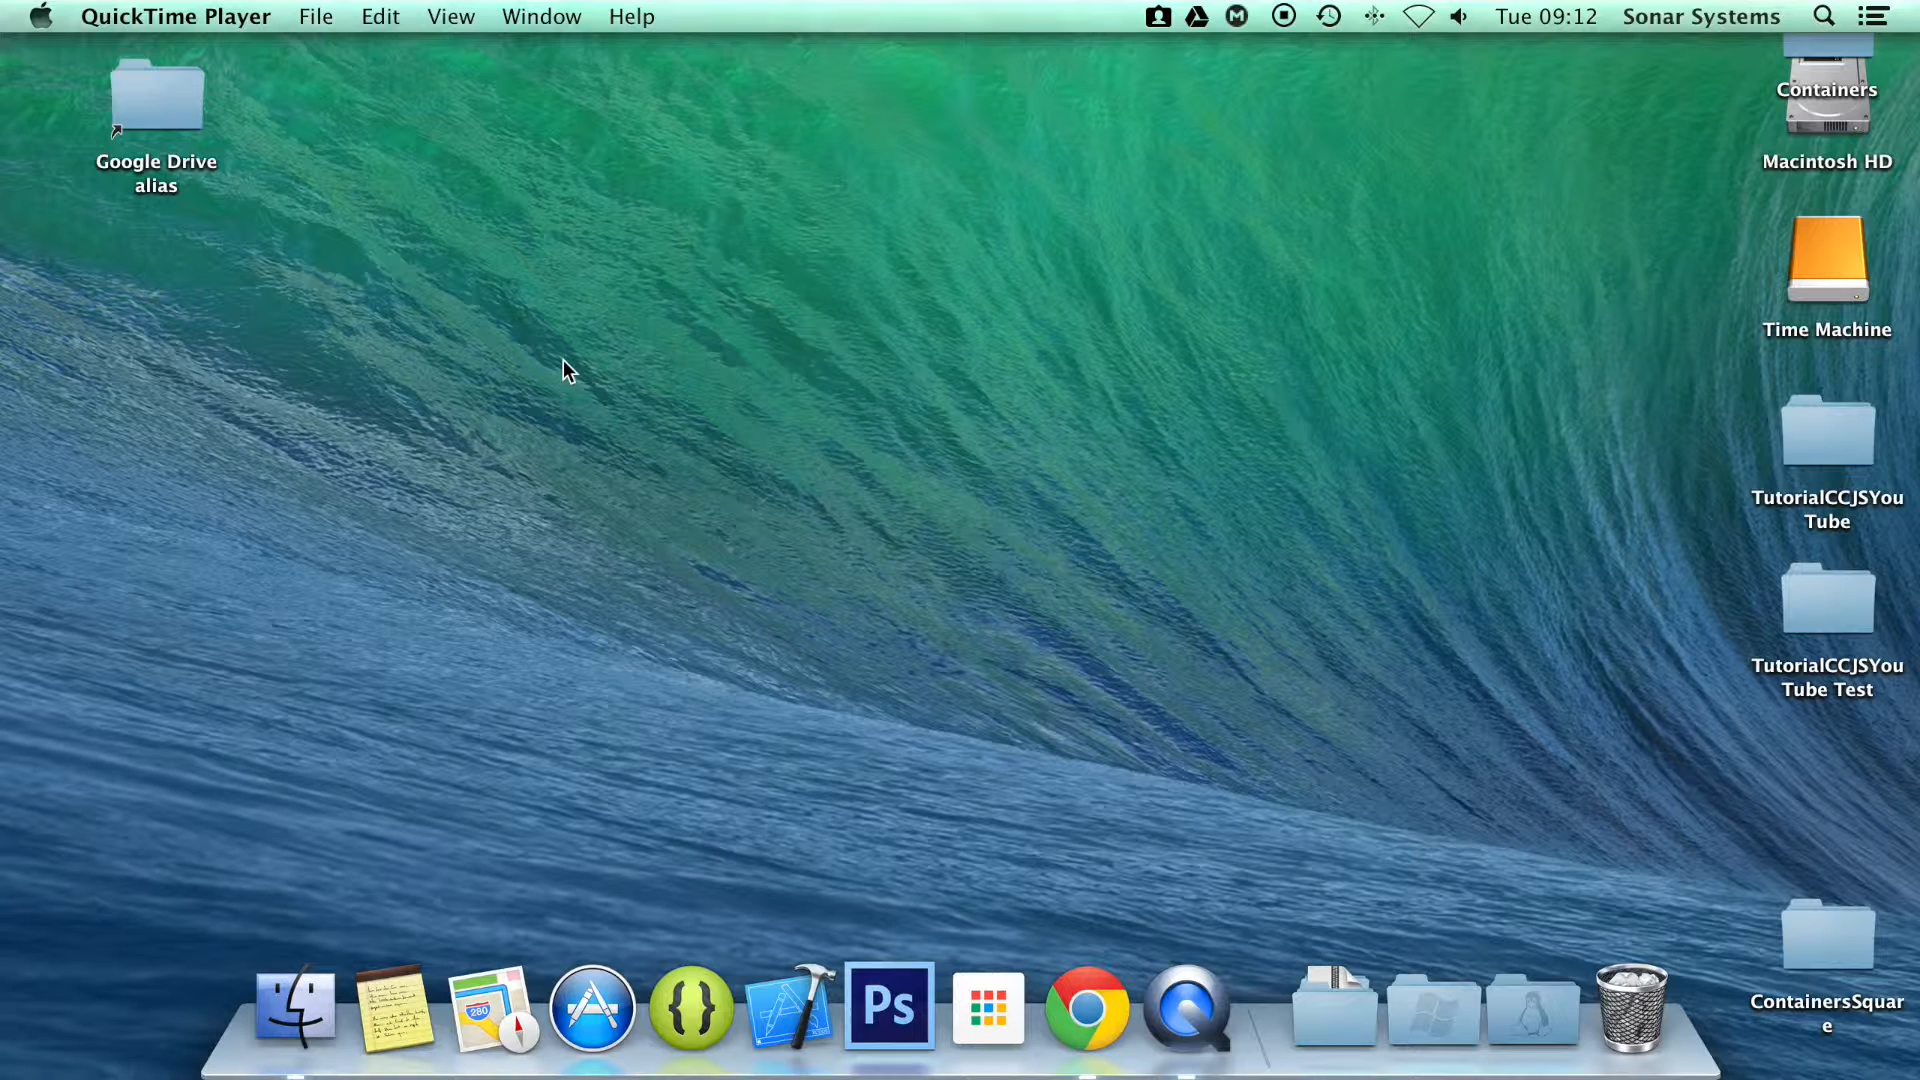 QuickTime Player File Edit View Window Help Tue 09:12 Sonar Systems
Google Drive
alias
Containers
Macintosh HD
Time Machine
TutorialCCJSYou
Tube
TutorialCCJSYou
Tube Test
ContainersSquar
e
280
{}
Ps